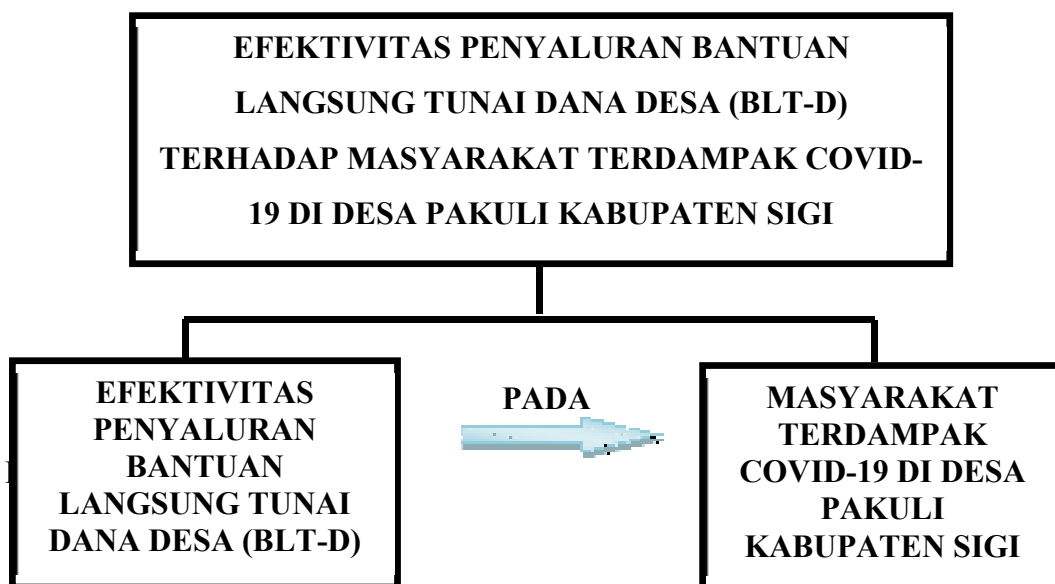 EFEKTIVITAS PENYALURAN BANTUAN
LANGSUNG TUNAI DANA DESA (BLT-D)
TERHADAP MASYARAKAT TERDAMPAK COVID-
19 DI DESA PAKULI KABUPATEN SIGI
EFEKTIVITAS
PENYALURAN
BANTUAN
LANGSUNG TUNAI
DANA DESA (BLT-D)
PADA
MASYARAKAT
TERDAMPAK
COVID-19 DI DESA
PAKULI
KABUPATEN SIGI